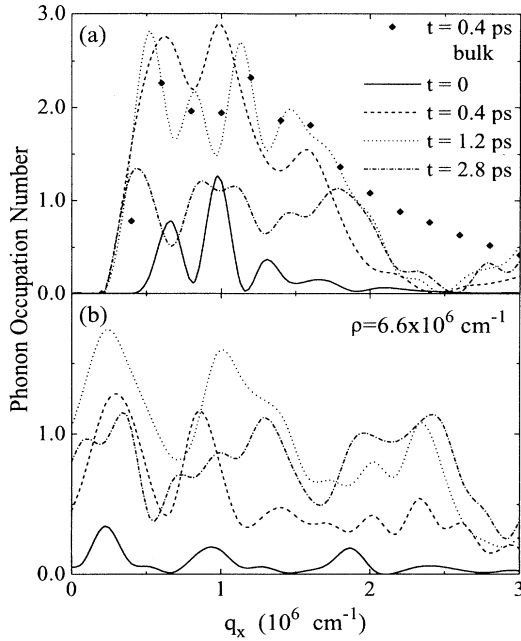 (a)
t = 0.4 ps
bulk
t = 0
t = 0.4 ps
t = 1.2 ps
t = 2.8 ps
3.0
2.0
1.0
0.0
Phonon Occupation Number
(b)
ρ=6.6x10⁶ cm⁻¹
1.0
0.0
0 1 2 3
qₓ (10⁶ cm⁻¹)